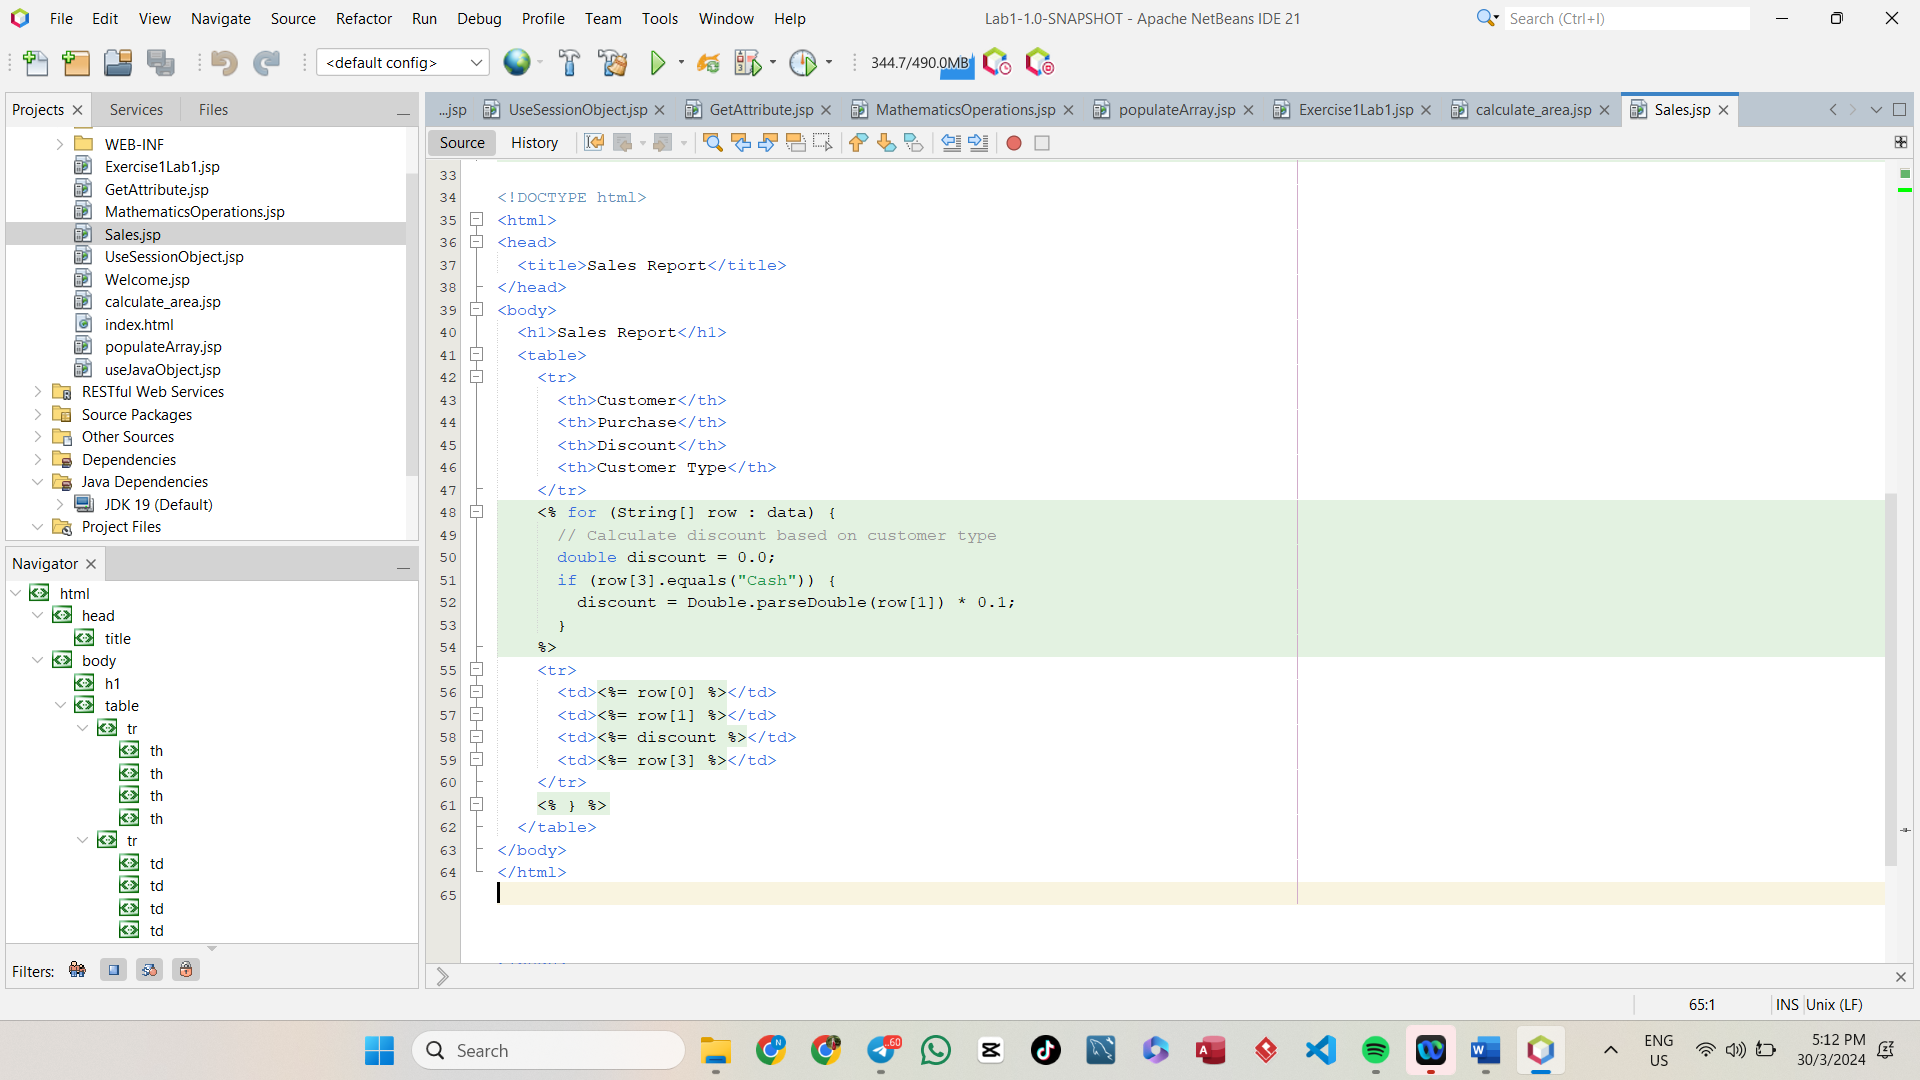 File Edit View Navigate Source Refactor Run Debug Profile Team Tools Window Help
Lab1-1.0-SNAPSHOT - Apache NetBeans IDE 21
Search (Ctrl+I)
<default config>
344.7/490.0MB
Projects Services Files
WEB-INF
Exercise1Lab1.jsp
GetAttribute.jsp
MathematicsOperations.jsp
Sales.jsp
UseSessionObject.jsp
Welcome.jsp
calculate_area.jsp
index.html
populateArray.jsp
useJavaObject.jsp
RESTful Web Services
Source Packages
Other Sources
Dependencies
Java Dependencies
JDK 19 (Default)
Project Files
Navigator
html
head
title
body
h1
table
tr
th
th
th
th
tr
td
td
td
td
Filters:
...jsp UseSessionObject.jsp GetAttribute.jsp MathematicsOperations.jsp populateArray.jsp Exercise1Lab1.jsp calculate_area.jsp Sales.jsp
Source History
33
34 <!DOCTYPE html>
35 <html>
36 <head>
37 <title>Sales Report</title>
38 </head>
39 <body>
40 <h1>Sales Report</h1>
41 <table>
42 <tr>
43 <th>Customer</th>
44 <th>Purchase</th>
45 <th>Discount</th>
46 <th>Customer Type</th>
47 </tr>
48 <% for (String[] row : data) {
49 // Calculate discount based on customer type
50 double discount = 0.0;
51 if (row[3].equals("Cash")) {
52 discount = Double.parseDouble(row[1]) * 0.1;
53 }
54 %>
55 <tr>
56 <td><%= row[0] %></td>
57 <td><%= row[1] %></td>
58 <td><%= discount %></td>
59 <td><%= row[3] %></td>
60 </tr>
61 <% } %>
62 </table>
63 </body>
64 </html>
65
65:1 INS Unix (LF)
Search
60
ENG
US
5:12 PM
30/3/2024